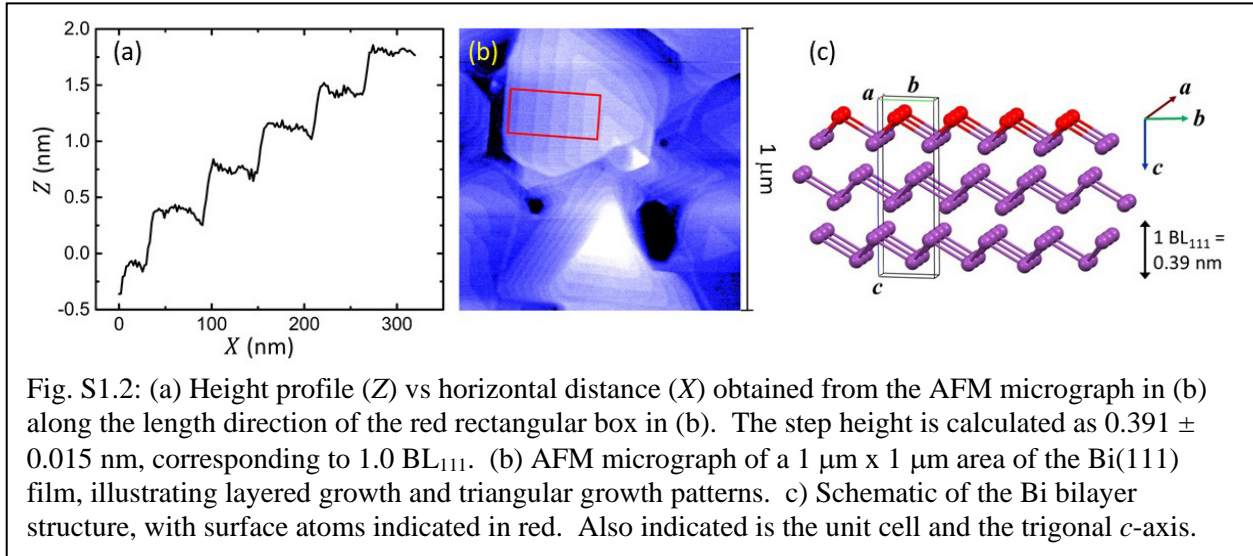 (a)
2.0
1.5
1.0
0.5
0.0
-0.5
Z (nm)
0 100 200 300
X (nm)
(b)
1 μm
(c)
a b
c
a
b
c
1 BL₁₁₁ =
0.39 nm
Fig. S1.2: (a) Height profile (Z) vs horizontal distance (X) obtained from the AFM micrograph in (b)
along the length direction of the red rectangular box in (b). The step height is calculated as 0.391 ±
0.015 nm, corresponding to 1.0 BL₁₁₁. (b) AFM micrograph of a 1 μm x 1 μm area of the Bi(111)
film, illustrating layered growth and triangular growth patterns. c) Schematic of the Bi bilayer
structure, with surface atoms indicated in red. Also indicated is the unit cell and the trigonal c-axis.